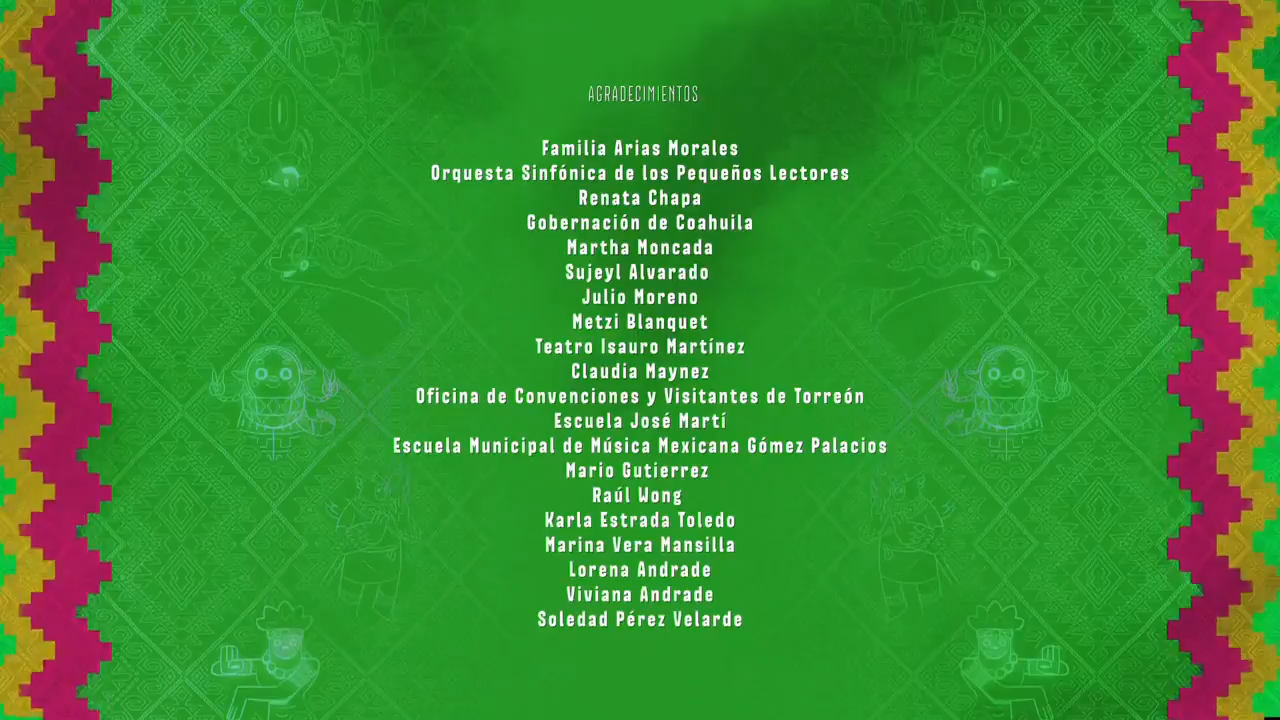 AGRADECIMIENTOS
Familia Arias Morales
Orquesta Sinfónica de los Pequeños Lectores
Renata Chapa
Gobernación de Coahuila
Martha Moncada
Sujeyl Alvarado
Julio Moreno
Metzi Blanquet
Teatro Isauro Martínez
Claudia Maynez
Oficina de Convenciones y Visitantes de Torreón
Escuela José Martí
Escuela Municipal de Música Mexicana Gómez Palacios
Mario Gutierrez
Raúl Wong
Karla Estrada Toledo
Marina Vera Mansilla
Lorena Andrade
Viviana Andrade
Soledad Pérez Velarde